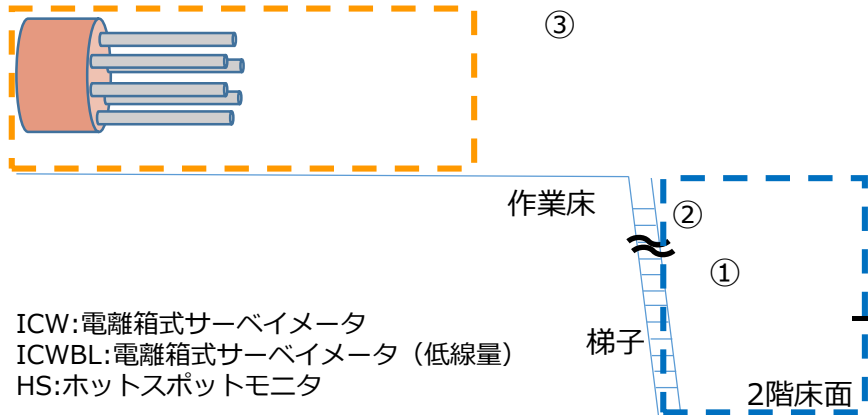 ③
作業床
②
①
ICW:電離箱式サーベイメータ
ICWBL:電離箱式サーベイメータ（低線量）
HS:ホットスポットモニタ
梯子
2階床面